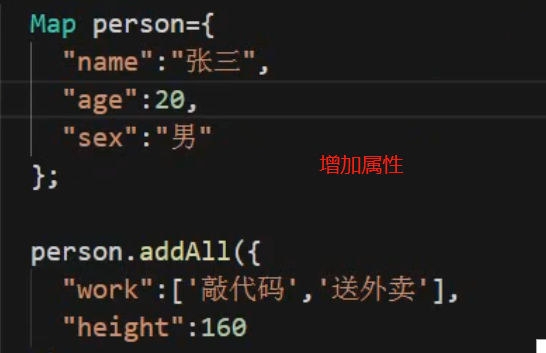 Map person={
"name":"张三",
"age":20,
"sex":"男"
增加属性
};
person.addAll({
"work":['敲代码','送外卖'],
"height":160